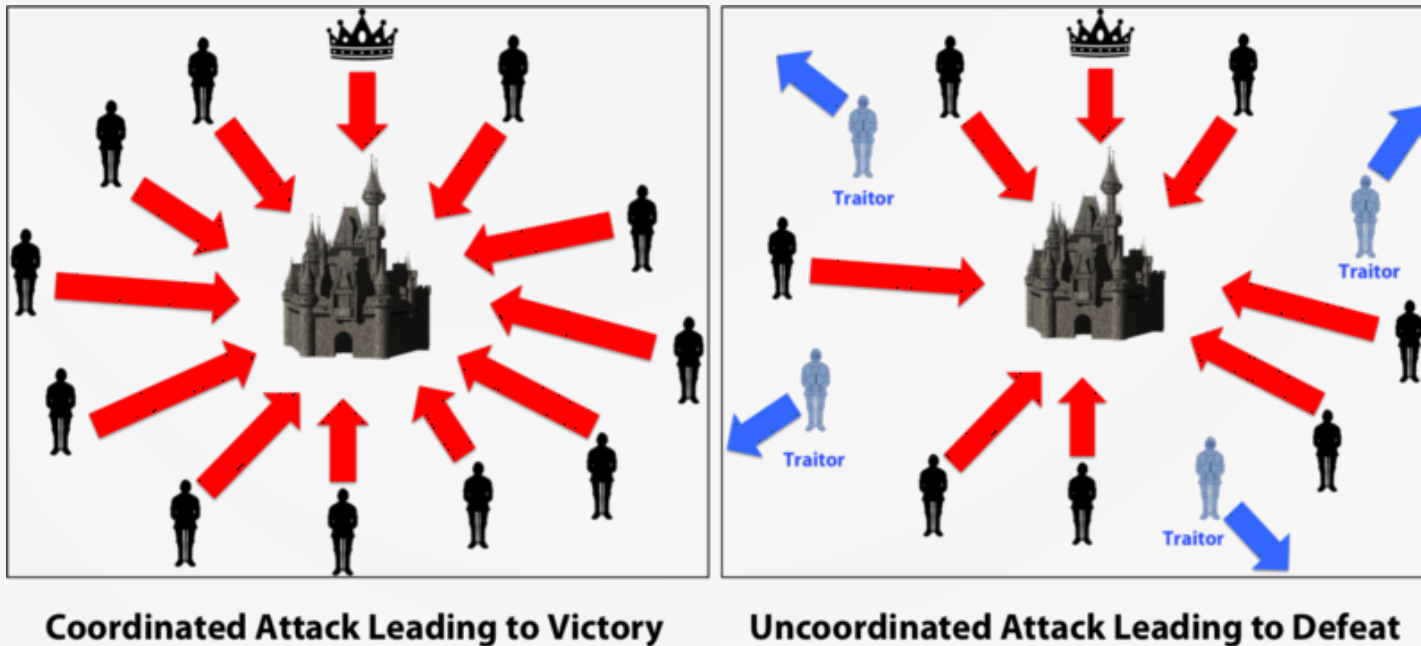 Traitor
Traitor
Traitor
Traitor
Coordinated Attack Leading to Victory
Uncoordinated Attack Leading to Defeat